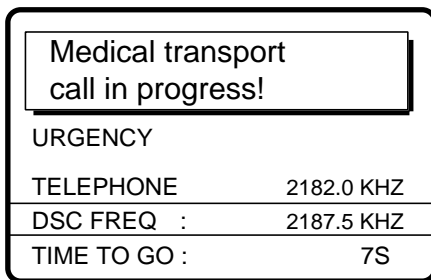 Medical transport
call in progress!
URGENCY
TELEPHONE 2182.0 KHZ
DSC FREQ : 2187.5 KHZ
TIME TO GO : 7S